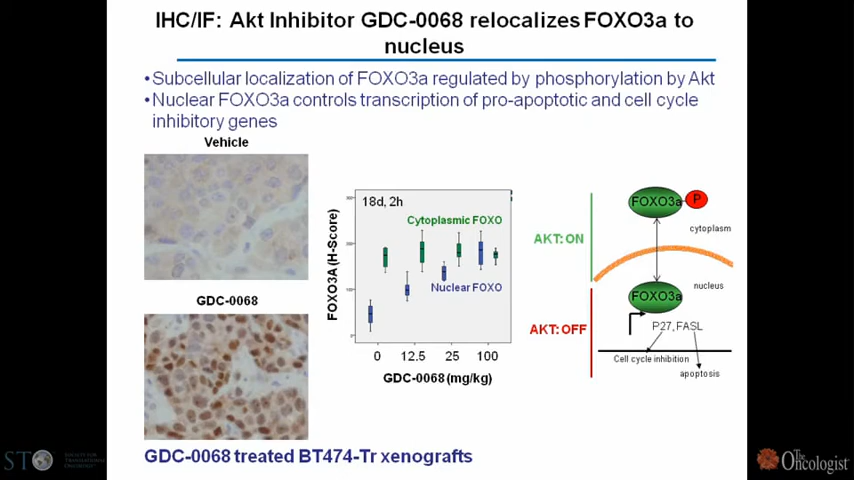 IHC/IF: Akt Inhibitor GDC-0068 relocalizes FOXO3a to
nucleus
•Subcellular localization of FOXO3a regulated by phosphorylation by Akt
•Nuclear FOXO3a controls transcription of pro-apoptotic and cell cycle
inhibitory genes
Vehicle
GDC-0068
FOXO3A (H-Score)
18d, 2h
Cytoplasmic FOXO
Nuclear FOXO
0 12.5 25 100
GDC-0068 (mg/kg)
AKT: ON
AKT: OFF
FOXO3a P
cytoplasm
nucleus
FOXO3a
P27, FASL
Cell cycle inhibition
apoptosis
GDC-0068 treated BT474-Tr xenografts
STO
The
Oncologist